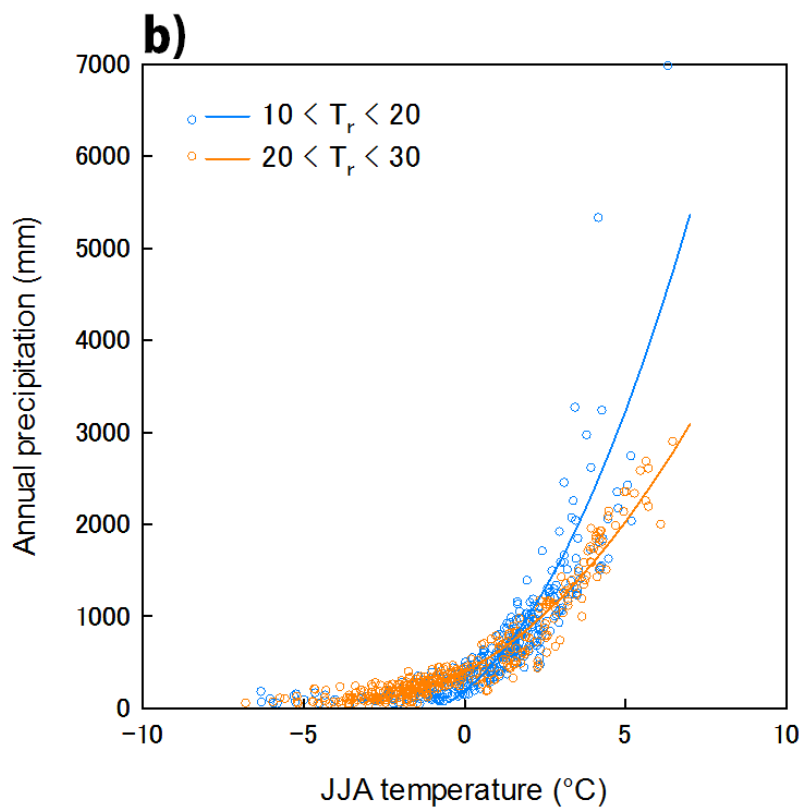 b)
7000
6000
5000
4000
3000
2000
1000
0
Annual precipitation (mm)
10 < Tr < 20
20 < Tr < 30
-10
-5
0
5
10
JJA temperature (°C)